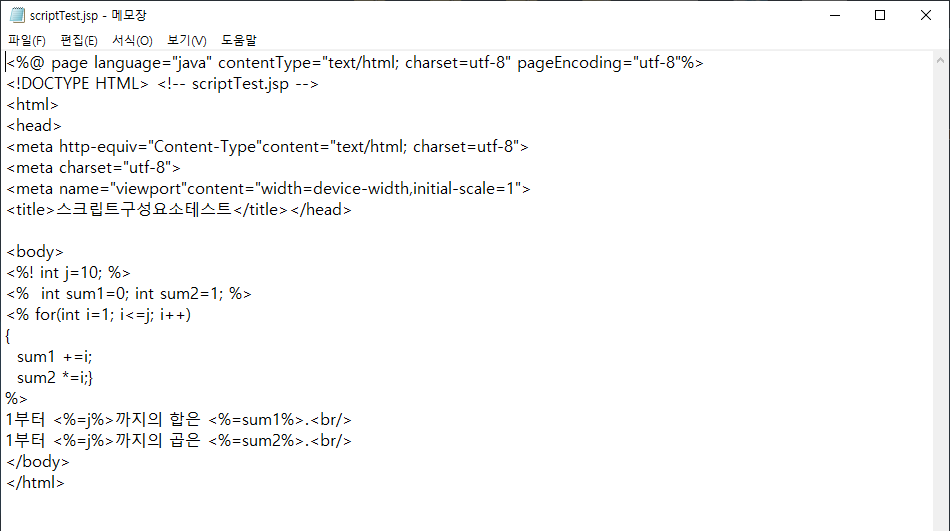 scriptTest.jsp - 메모장
파일(F) 편집(E) 서식(O) 보기(V) 도움말
<%@ page language="java" contentType="text/html; charset=utf-8" pageEncoding="utf-8"%>
<!DOCTYPE HTML> <!-- scriptTest.jsp -->
<html>
<head>
<meta http-equiv="Content-Type"content="text/html; charset=utf-8">
<meta charset="utf-8">
<meta name="viewport"content="width=device-width,initial-scale=1">
<title>스크립트구성요소테스트</title></head>

<body>
<%! int j=10; %>
<%  int sum1=0; int sum2=1; %>
<% for(int i=1; i<=j; i++)
{
  sum1 +=i;
  sum2 *=i;}
%>
1부터 <%=j%>까지의 합은 <%=sum1%>.<br/>
1부터 <%=j%>까지의 곱은 <%=sum2%>.<br/>
</body>
</html>